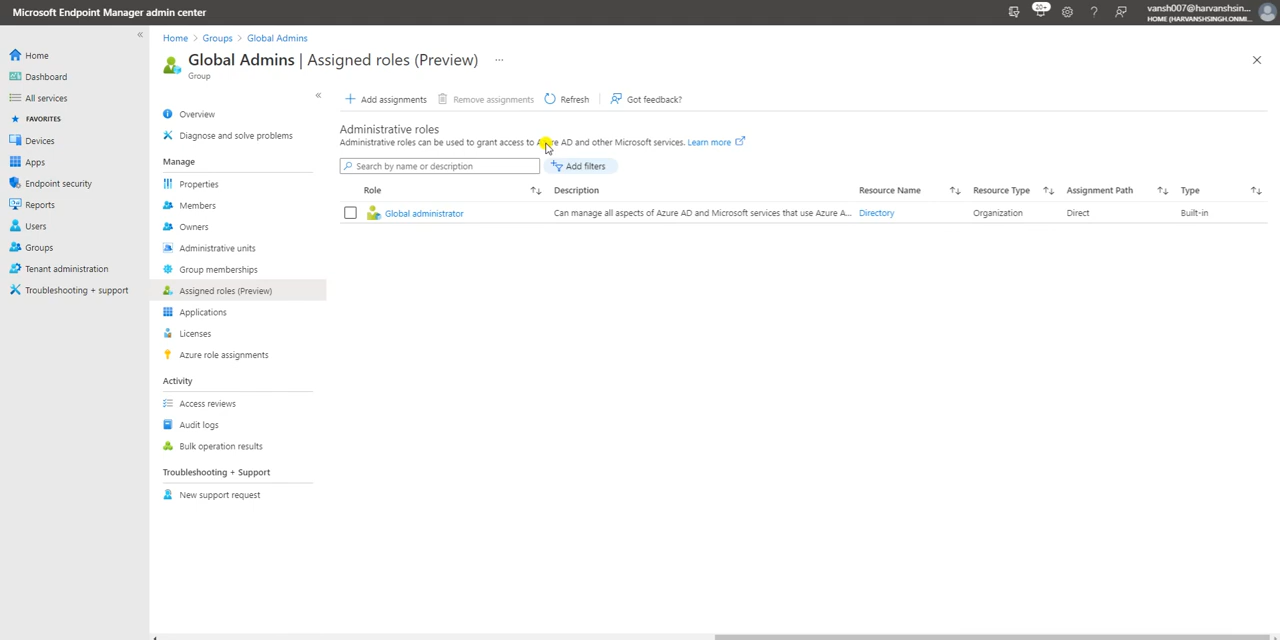 Microsoft Endpoint Manager admin center
20+
vansh007@harvanshsin...
HOME (HARVANSHSINGH.ONMI...
Home
Dashboard
All services
FAVORITES
Devices
Apps
Endpoint security
Reports
Users
Groups
Tenant administration
Troubleshooting + support
Home > Groups > Global Admins
Global Admins | Assigned roles (Preview) ...
Group
Overview
Diagnose and solve problems
Manage
Properties
Members
Owners
Administrative units
Group memberships
Assigned roles (Preview)
Applications
Licenses
Azure role assignments
Activity
Access reviews
Audit logs
Bulk operation results
Troubleshooting + Support
New support request
Add assignments Remove assignments Refresh Got feedback?
Administrative roles
Administrative roles can be used to grant access to Azure AD and other Microsoft services. Learn more
Search by name or description Add filters
Role Description Resource Name Resource Type Assignment Path Type
Global administrator Can manage all aspects of Azure AD and Microsoft services that use Azure A... Directory Organization Direct Built-in